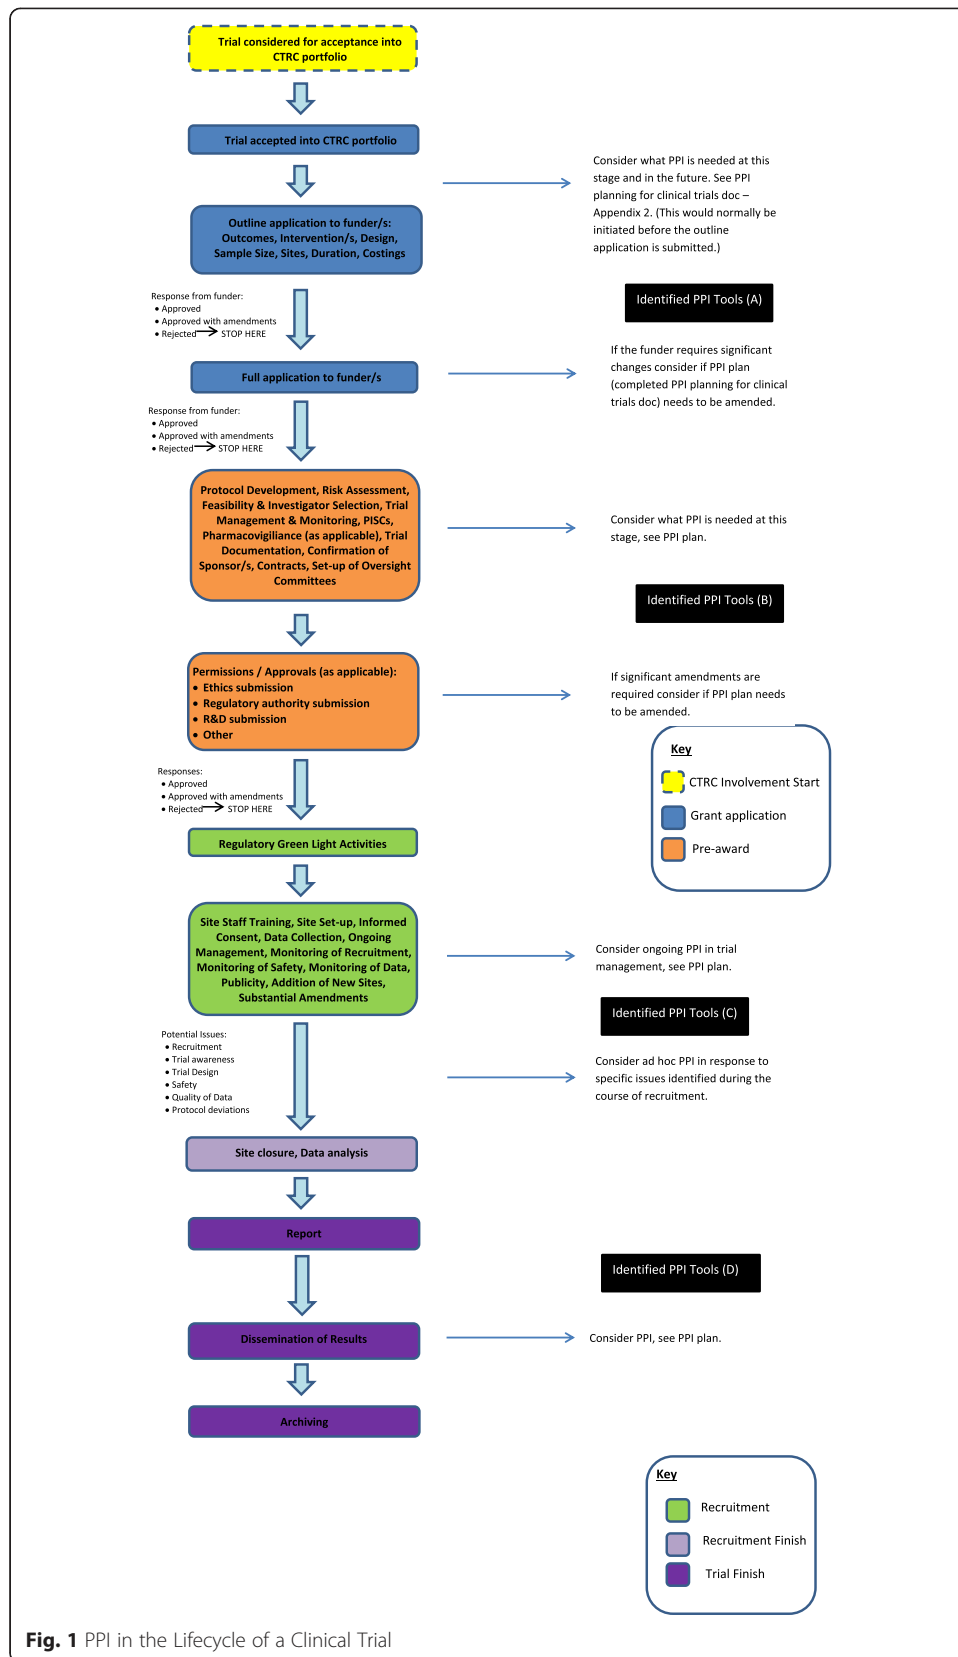 Trial considered for acceptance into
CTRC portfolio
Trial accepted into CTRC portfolio
Consider what PPI is needed at this
stage and in the future. See PPI
planning for clinical trials doc –
Appendix 2. (This would normally be
initiated before the outline
application is submitted.)
Outline application to funder/s:
Outcomes, Intervention/s, Design,
Sample Size, Sites, Duration, Costings
Response from funder:
• Approved
• Approved with amendments
• Rejected → STOP HERE
Identified PPI Tools (A)
Full application to funder/s
If the funder requires significant
changes consider if PPI plan
(completed PPI planning for clinical
trials doc) needs to be amended.
Response from funder:
• Approved
• Approved with amendments
• Rejected → STOP HERE
Protocol Development, Risk Assessment,
Feasibility & Investigator Selection, Trial
Management & Monitoring, PISCs,
Pharmacovigiliance (as applicable), Trial
Documentation, Confirmation of
Sponsor/s, Contracts, Set-up of Oversight
Committees
Consider what PPI is needed at this
stage, see PPI plan.
Identified PPI Tools (B)
Permissions / Approvals (as applicable):
• Ethics submission
• Regulatory authority submission
• R&D submission
• Other
If significant amendments are
required consider if PPI plan needs
to be amended.
Key
CTRC Involvement Start
Grant application
Pre-award
Responses:
• Approved
• Approved with amendments
• Rejected → STOP HERE
Regulatory Green Light Activities
Site Staff Training, Site Set-up, Informed
Consent, Data Collection, Ongoing
Management, Monitoring of Recruitment,
Monitoring of Safety, Monitoring of Data,
Publicity, Addition of New Sites,
Substantial Amendments
Consider ongoing PPI in trial
management, see PPI plan.
Identified PPI Tools (C)
Potential Issues:
• Recruitment
• Trial awareness
• Trial Design
• Safety
• Quality of Data
• Protocol deviations
Consider ad hoc PPI in response to
specific issues identified during the
course of recruitment.
Site closure, Data analysis
Report
Identified PPI Tools (D)
Dissemination of Results
Consider PPI, see PPI plan.
Archiving
Key
Recruitment
Recruitment Finish
Trial Finish
Fig. 1 PPI in the Lifecycle of a Clinical Trial